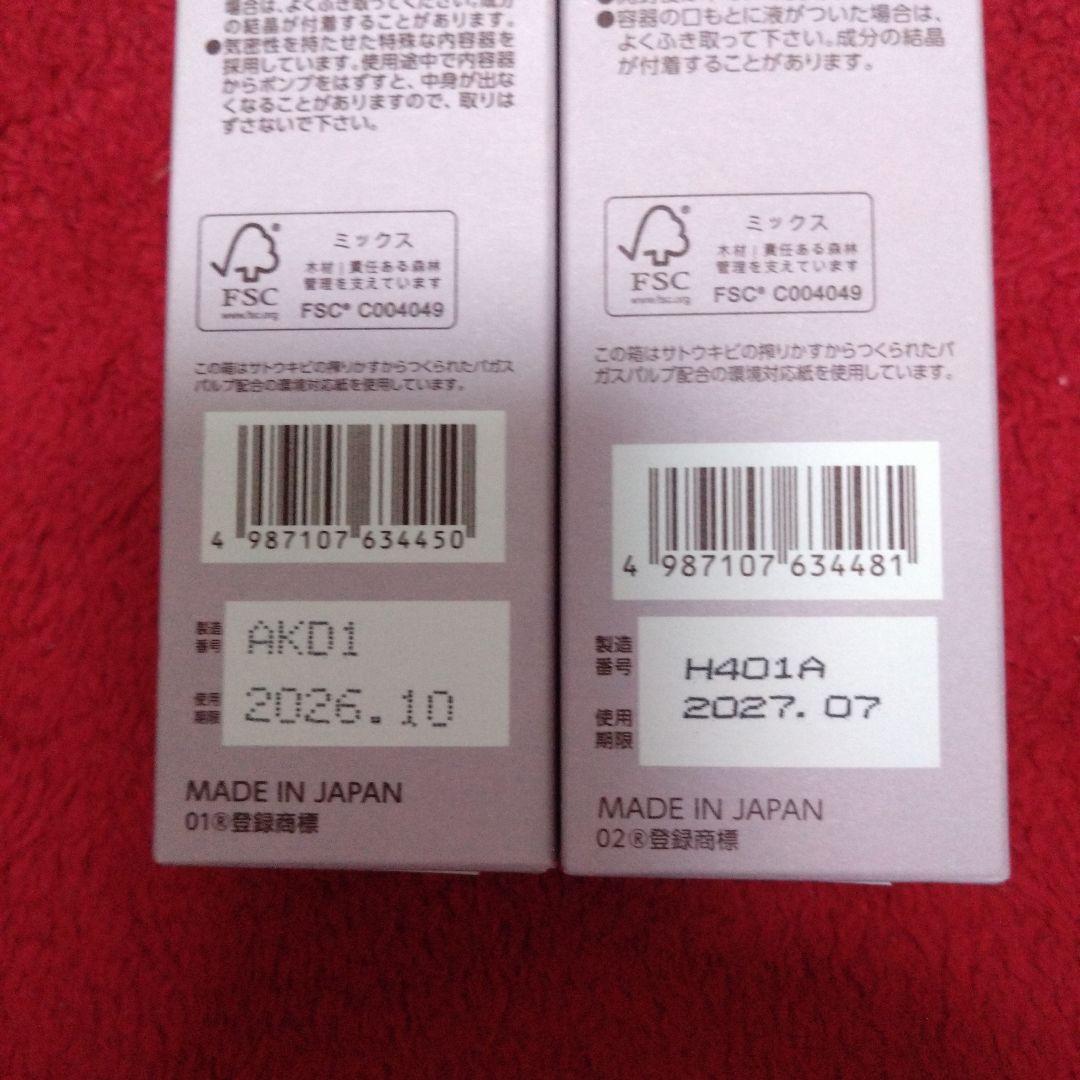 場合は、よくふき取ってください。成分
の結晶が付着することがあります。
●気密性を持たせた特殊な内容器を
採用しています。使用途中で内容器
からポンプをはずすと、中身が出な
くなることがありますので、取りは
ずさないで下さい。
FSC
www.fsc.org
ミックス
木材|責任ある森林
管理を支えています
FSC® C004049
この箱はサトウキビの搾りかすからつくられたバガス
パルプ配合の環境対応紙を使用しています。
4 987107 634450
製造
番号
AKD1
使用
期限
2026.10
MADE IN JAPAN
01®登録商標
●容器の口もとに液がついた場合は、
よくふき取って下さい。成分の結晶
が付着することがあります。
FSC
www.fsc.org
ミックス
木材|責任ある森林
管理を支えています
FSC® C004049
この箱はサトウキビの搾りかすからつくられたバ
ガスパルプ配合の環境対応紙を使用しています。
4 987107 634481
製造
番号
H401A
使用
期限
2027.07
MADE IN JAPAN
02®登録商標